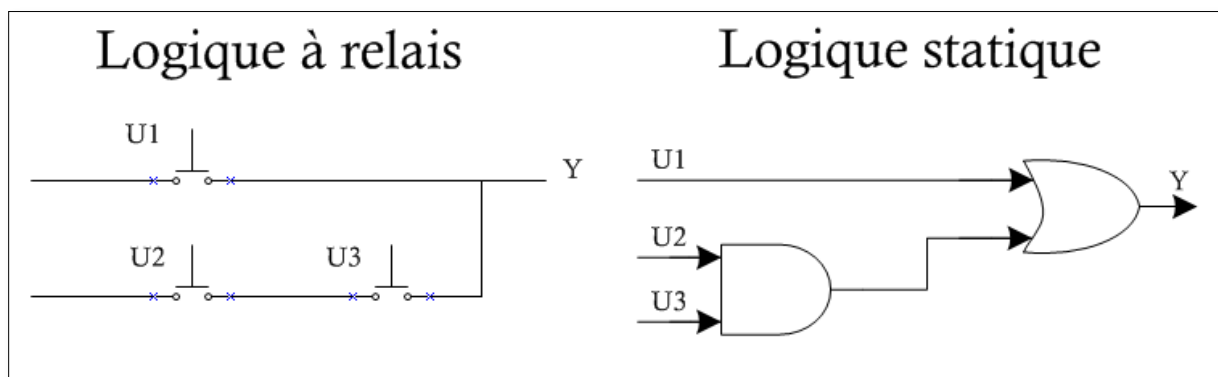 Logique à relais
U1
Y
U2
U3
Logique statique
U1
Y
U2
U3